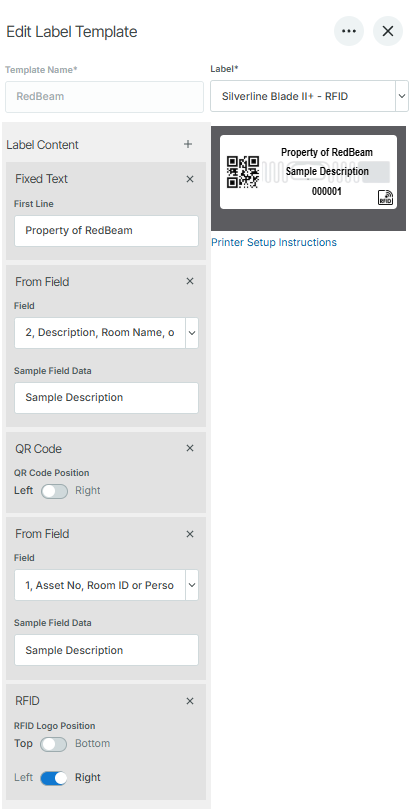 Edit Label Template
Template Name*
RedBeam
Label*
Silverline Blade II+ - RFID
Label Content
Fixed Text
First Line
Property of RedBeam
From Field
Field
2, Description, Room Name, o
Sample Field Data
Sample Description
QR Code
QR Code Position
Left Right
From Field
Field
1, Asset No, Room ID or Perso
Sample Field Data
Sample Description
RFID
RFID Logo Position
Top Bottom
Left Right
Property of RedBeam
Sample Description
000001
RFID
Printer Setup Instructions